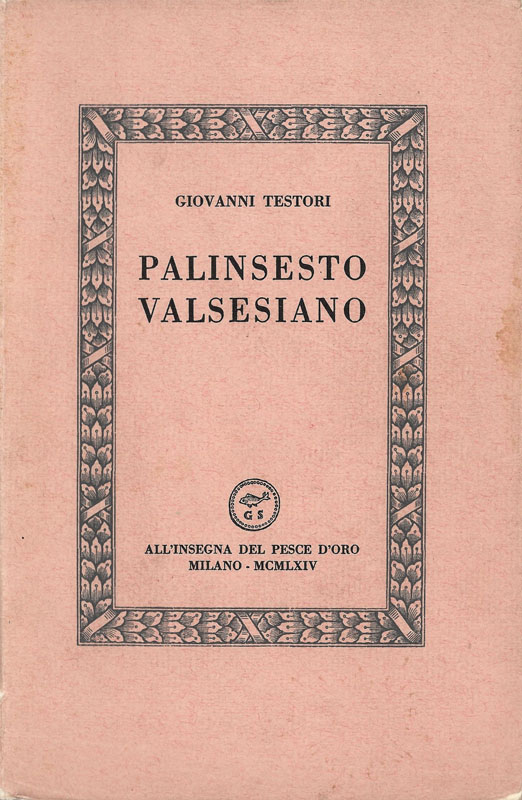 GIOVANNI TESTORI
PALINSESTO
VALSESIANO
G S
ALL'INSEGNA DEL PESCE D'ORO
MILANO - MCMLXIV